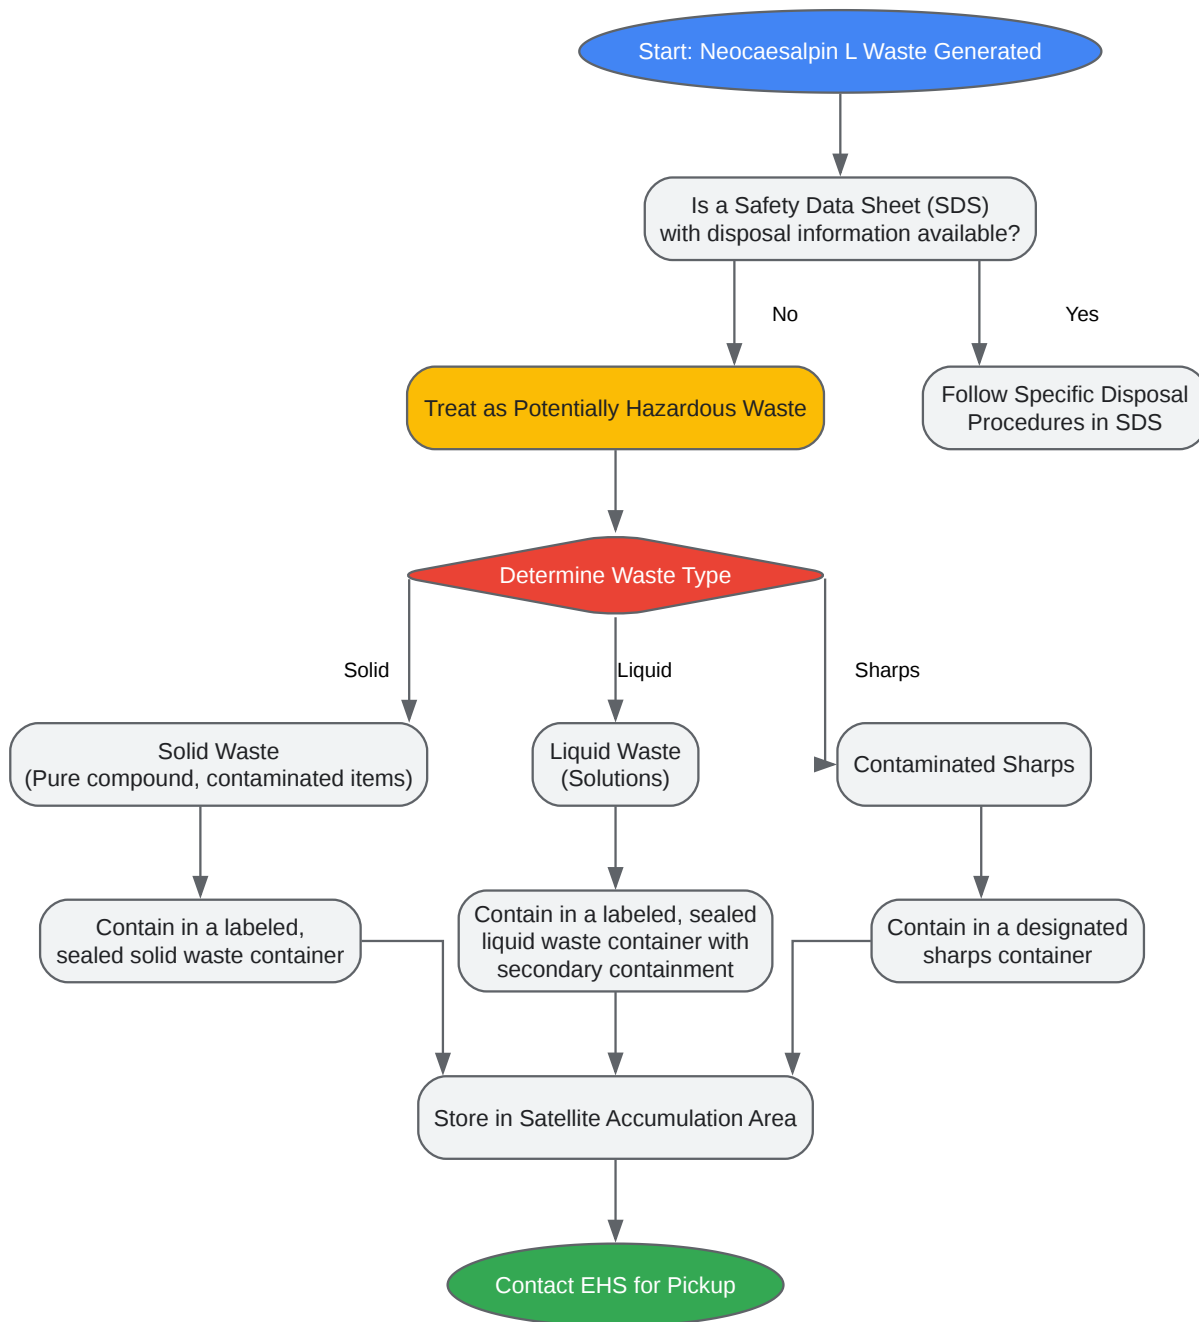 Start: Neocaesalpin L Waste Generated
Is a Safety Data Sheet (SDS)
with disposal information available?
No
Yes
Treat as Potentially Hazardous Waste
Follow Specific Disposal
Procedures in SDS
Determine Waste Type
Solid
Liquid
Sharps
Solid Waste
(Pure compound, contaminated items)
Liquid Waste
(Solutions)
Contaminated Sharps
Contain in a labeled,
sealed solid waste container
Contain in a labeled, sealed
liquid waste container with
secondary containment
Contain in a designated
sharps container
Store in Satellite Accumulation Area
Contact EHS for Pickup